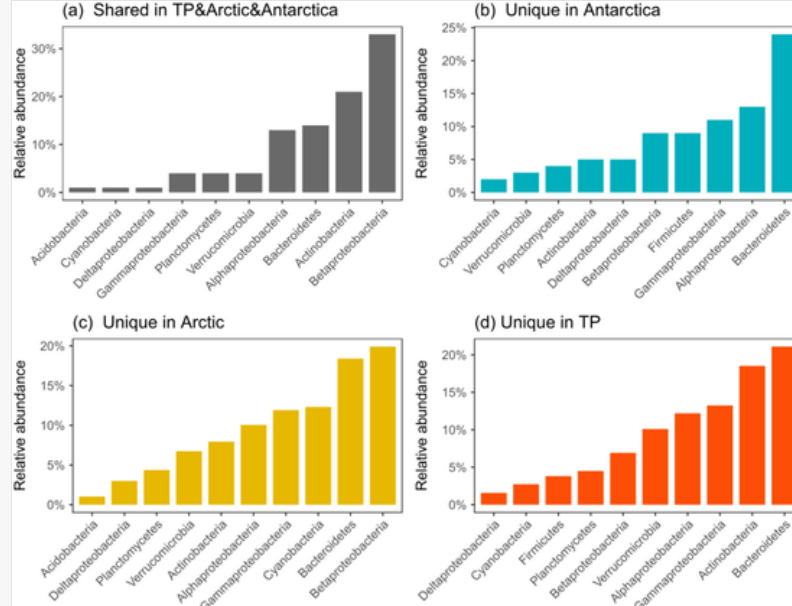 (a) Shared in TP&Arctic&Antarctica
Relative abundance
30%
20%
10%
0%
Acidobacteria
Cyanobacteria
Deltaproteobacteria
Gammaproteobacteria
Planctomycetes
Verrucomicrobia
Alphaproteobacteria
Bacteroidetes
Actinobacteria
Betaproteobacteria
(b) Unique in Antarctica
Relative abundance
25%
20%
15%
10%
5%
0%
Cyanobacteria
Verrucomicrobia
Planctomycetes
Actinobacteria
Deltaproteobacteria
Betaproteobacteria
Firmicutes
Gammaproteobacteria
Alphaproteobacteria
Bacteroidetes
(c) Unique in Arctic
Relative abundance
20%
15%
10%
5%
0%
Acidobacteria
Deltaproteobacteria
Planctomycetes
Verrucomicrobia
Actinobacteria
Alphaproteobacteria
Gammaproteobacteria
Cyanobacteria
Bacteroidetes
Betaproteobacteria
(d) Unique in TP
Relative abundance
20%
15%
10%
5%
0%
Deltaproteobacteria
Cyanobacteria
Firmicutes
Planctomycetes
Betaproteobacteria
Verrucomicrobia
Alphaproteobacteria
Gammaproteobacteria
Actinobacteria
Bacteroidetes